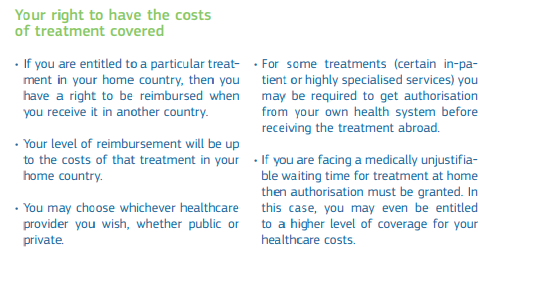 Your right to have the costs
of treatment covered
• If you are entitled to a particular treat-
ment in your home country, then you
have a right to be reimbursed when
you receive it in another country.
• Your level of reimbursement will be up
to the costs of that treatment in your
home country.
• You may choose whichever healthcare
provider you wish, whether public or
private.
• For some treatments (certain in-pa-
tient or highly specialised services) you
may be required to get authorisation
from your own health system before
receiving the treatment abroad.
• If you are facing a medically unjustifia-
ble waiting time for treatment at home
then authorisation must be granted. In
this case, you may even be entitled
to a higher level of coverage for your
healthcare costs.